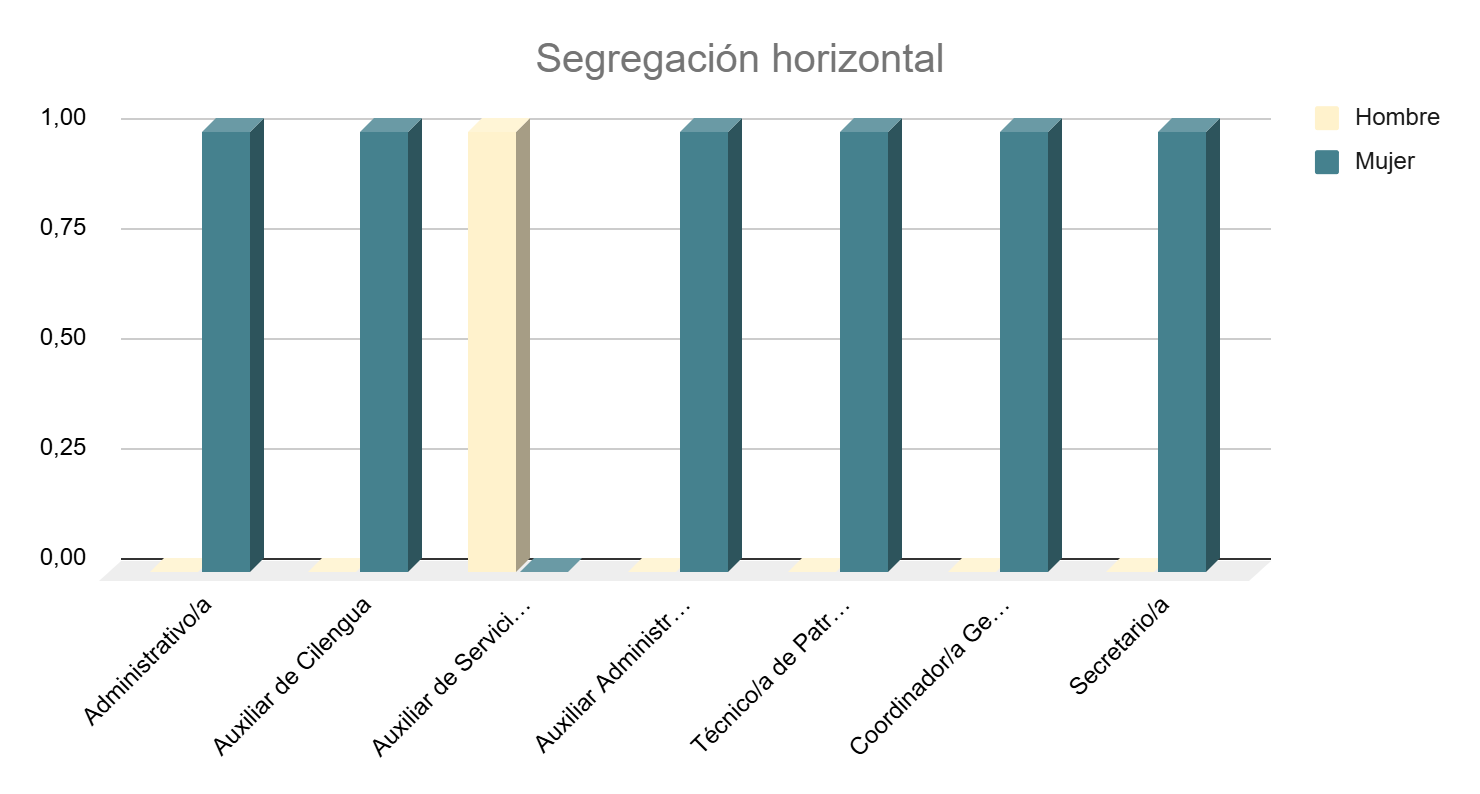 Segregación horizontal
1,00
0,75
0,50
0,25
0,00
Hombre
Mujer
Administrativo/a
Auxiliar de Cilengua
Auxiliar de Servici…
Auxiliar Administr…
Técnico/a de Patr…
Coordinador/a Ge…
Secretario/a